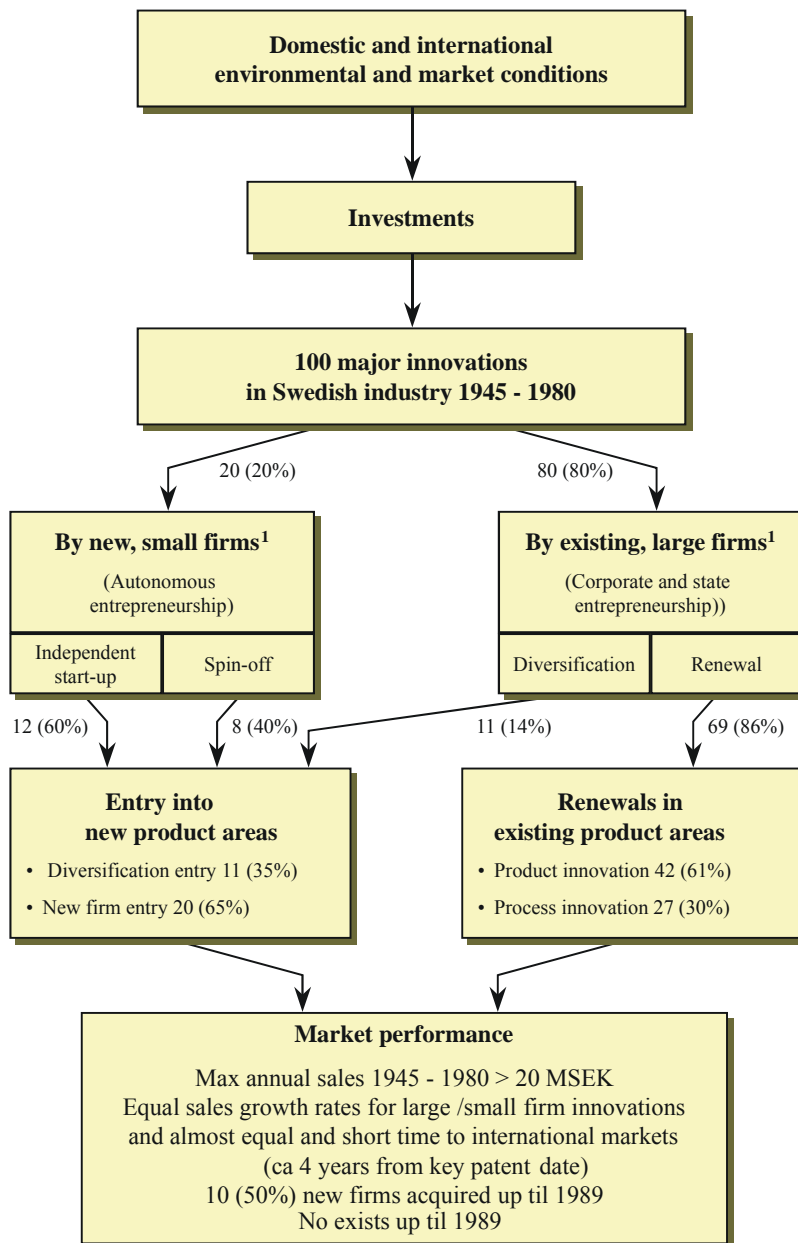 Domestic and international
environmental and market conditions
Investments
100 major innovations
in Swedish industry 1945 - 1980
20 (20%)
80 (80%)
By new, small firms¹
(Autonomous
entrepreneurship)
Independent
start-up
Spin-off
By existing, large firms¹
(Corporate and state
entrepreneurship))
Diversification
Renewal
12 (60%)
8 (40%)
11 (14%)
69 (86%)
Entry into
new product areas
• Diversification entry 11 (35%)
• New firm entry 20 (65%)
Renewals in
existing product areas
• Product innovation 42 (61%)
• Process innovation 27 (30%)
Market performance
Max annual sales 1945 - 1980 > 20 MSEK
Equal sales growth rates for large /small firm innovations
and almost equal and short time to international markets
(ca 4 years from key patent date)
10 (50%) new firms acquired up til 1989
No exists up til 1989